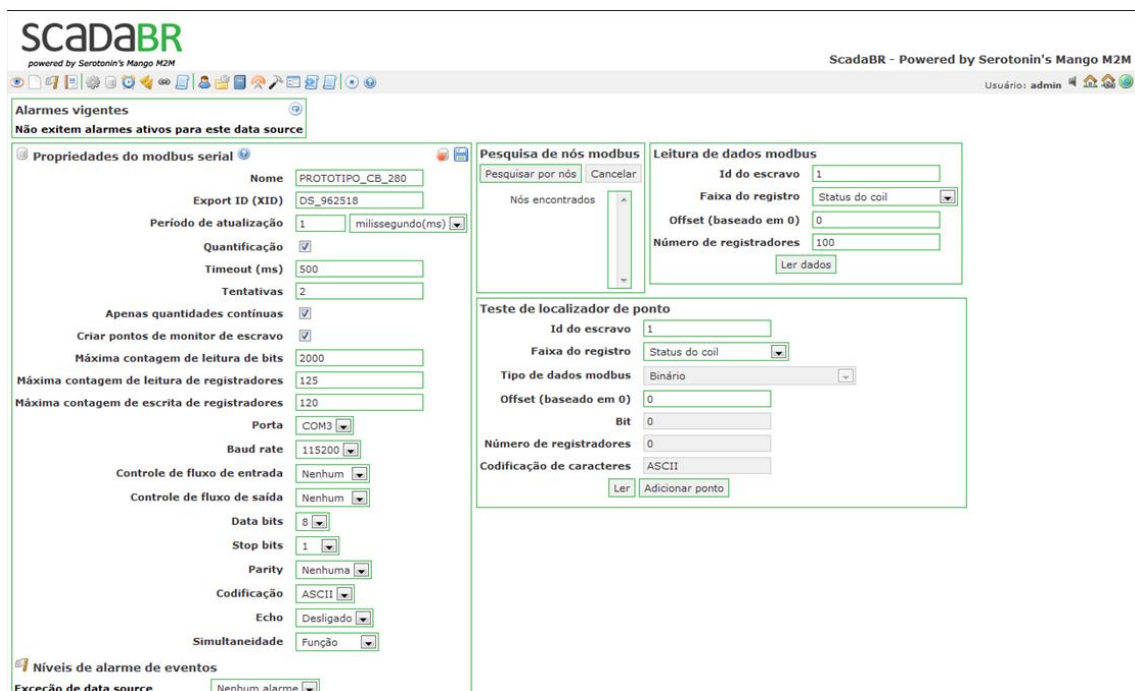 SCADABR
powered by Serotonin's Mango M2M
ScadaBR - Powered by Serotonin's Mango M2M
Usuário: admin
Alarmes vigentes
Não exitem alarmes ativos para este data source
Propriedades do modbus serial
Nome PROTOTIPO_CB_280
Export ID (XID) DS_962518
Período de atualização 1 milissegundo(ms)
Quantificação
Timeout (ms) 500
Tentativas 2
Apenas quantidades contínuas
Criar pontos de monitor de escravo
Máxima contagem de leitura de bits 2000
Máxima contagem de leitura de registradores 125
Máxima contagem de escrita de registradores 120
Porta COM3
Baud rate 115200
Controle de fluxo de entrada Nenhum
Controle de fluxo de saída Nenhum
Data bits 8
Stop bits 1
Parity Nenhuma
Codificação ASCII
Echo Desligado
Simultaneidade Função
Níveis de alarme de eventos
Exceção de data source Nenhum alarme
Pesquisa de nós modbus
Pesquisar por nós Cancelar
Nós encontrados
Leitura de dados modbus
Id do escravo 1
Faixa do registro Status do coil
Offset (baseado em 0) 0
Número de registradores 100
Ler dados
Teste de localizador de ponto
Id do escravo 1
Faixa do registro Status do coil
Tipo de dados modbus Binário
Offset (baseado em 0) 0
Bit 0
Número de registradores 0
Codificação de caracteres ASCII
Ler Adicionar ponto